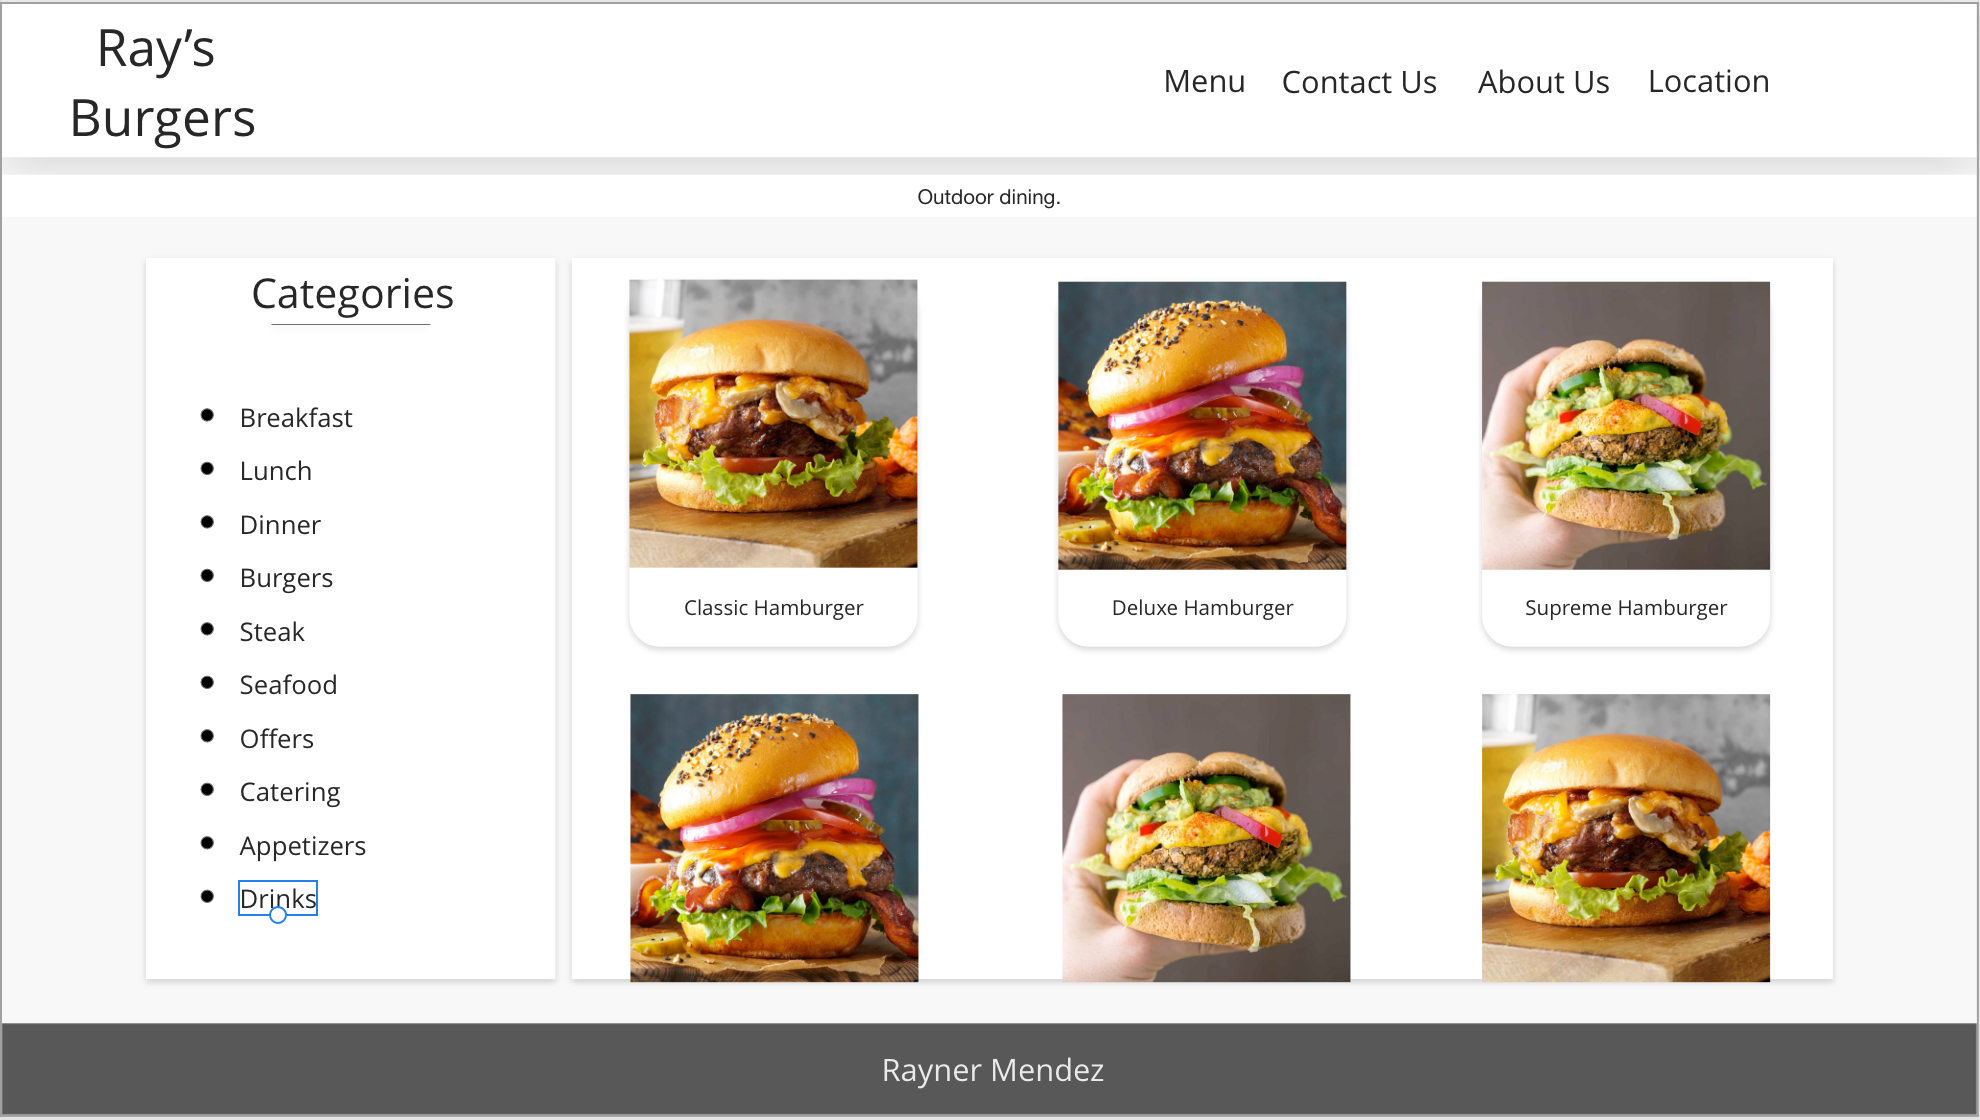 Ray’s
Burgers
Menu Contact Us About Us Location
Outdoor dining.
Categories
Breakfast
Lunch
Dinner
Burgers
Steak
Seafood
Offers
Catering
Appetizers
Drinks
Classic Hamburger
Deluxe Hamburger
Supreme Hamburger
Rayner Mendez